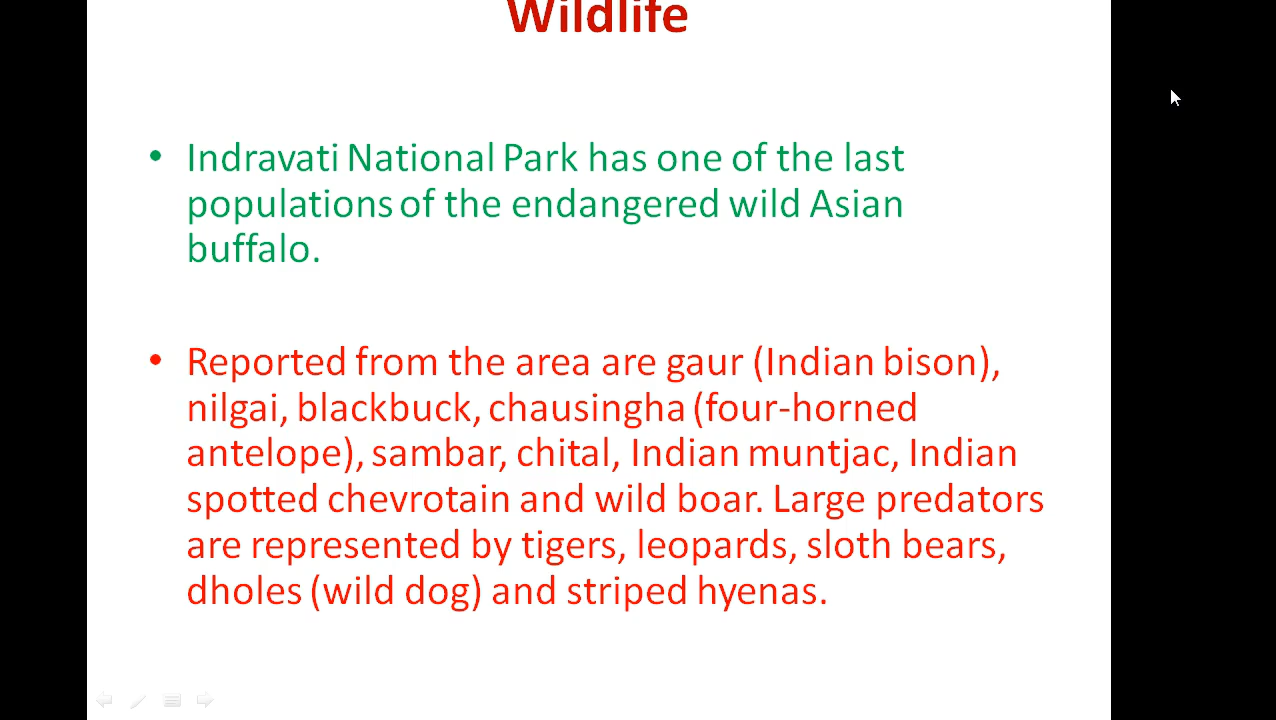 Wildlife
• Indravati National Park has one of the last
populations of the endangered wild Asian
buffalo.
• Reported from the area are gaur (Indian bison),
nilgai, blackbuck, chausingha (four-horned
antelope), sambar, chital, Indian muntjac, Indian
spotted chevrotain and wild boar. Large predators
are represented by tigers, leopards, sloth bears,
dholes (wild dog) and striped hyenas.